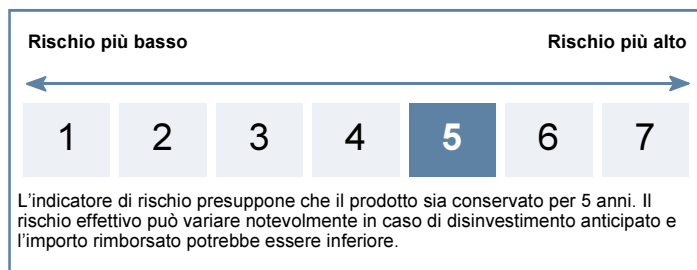 Rischio più basso Rischio più alto
1 2 3 4 5 6 7
L'indicatore di rischio presuppone che il prodotto sia conservato per 5 anni. Il
rischio effettivo può variare notevolmente in caso di disinvestimento anticipato e
l'importo rimborsato potrebbe essere inferiore.